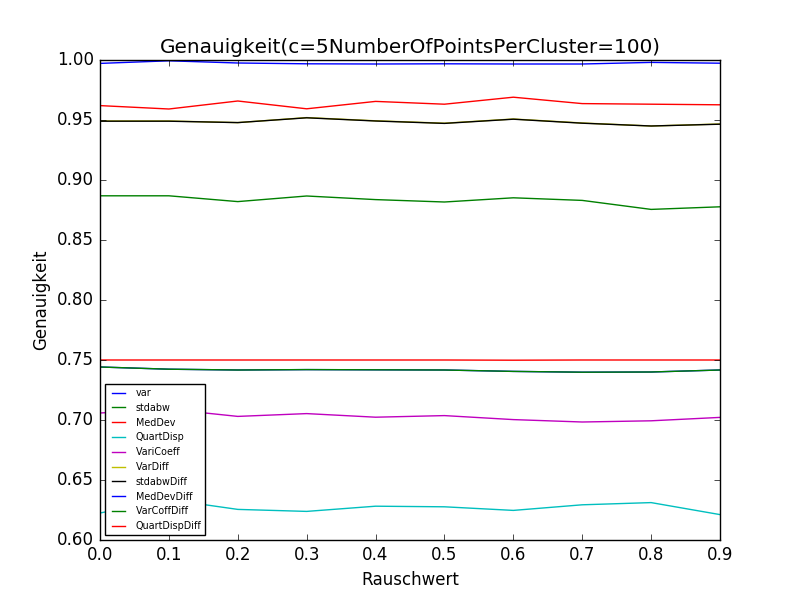 Genauigkeit(c=5NumberOfPointsPerCluster=100)
1.00
0.95
0.90
0.85
0.80
0.75
0.70
0.65
0.60
Genauigkeit
var
stdabw
MedDev
QuartDisp
VariCoeff
VarDiff
stdabwDiff
MedDevDiff
VarCoffDiff
QuartDispDiff
0.0 0.1 0.2 0.3 0.4 0.5 0.6 0.7 0.8 0.9
Rauschwert